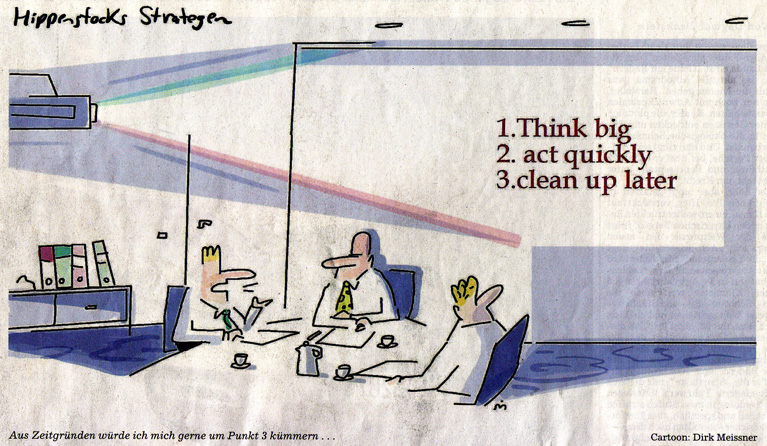 Hippenstocks Strategen
1.Think big
2. act quickly
3.clean up later
Aus Zeitgründen würde ich mich gerne um Punkt 3 kümmern . . .
Cartoon: Dirk Meissner